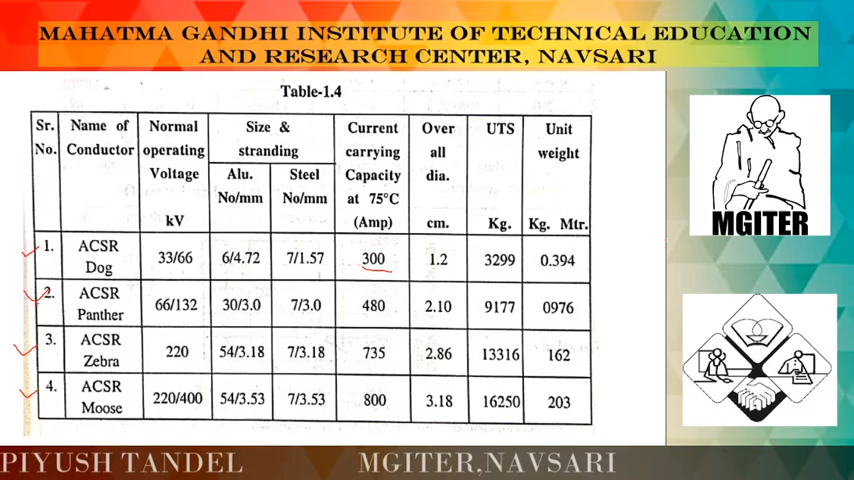 MAHATMA GANDHI INSTITUTE OF TECHNICAL EDUCATION
AND RESEARCH CENTER, NAVSARI
Table-1.4
Sr. No. Name of Conductor Normal operating Voltage kV Size & stranding Alu. No/mm Steel No/mm Current carrying Capacity at 75°C (Amp) Over all dia. cm. UTS Kg. Unit weight Kg. Mtr.
1. ACSR Dog 33/66 6/4.72 7/1.57 300 1.2 3299 0.394
2. ACSR Panther 66/132 30/3.0 7/3.0 480 2.10 9177 0976
3. ACSR Zebra 220 54/3.18 7/3.18 735 2.86 13316 162
4. ACSR Moose 220/400 54/3.53 7/3.53 800 3.18 16250 203
MGITER
PIYUSH TANDEL MGITER,NAVSARI